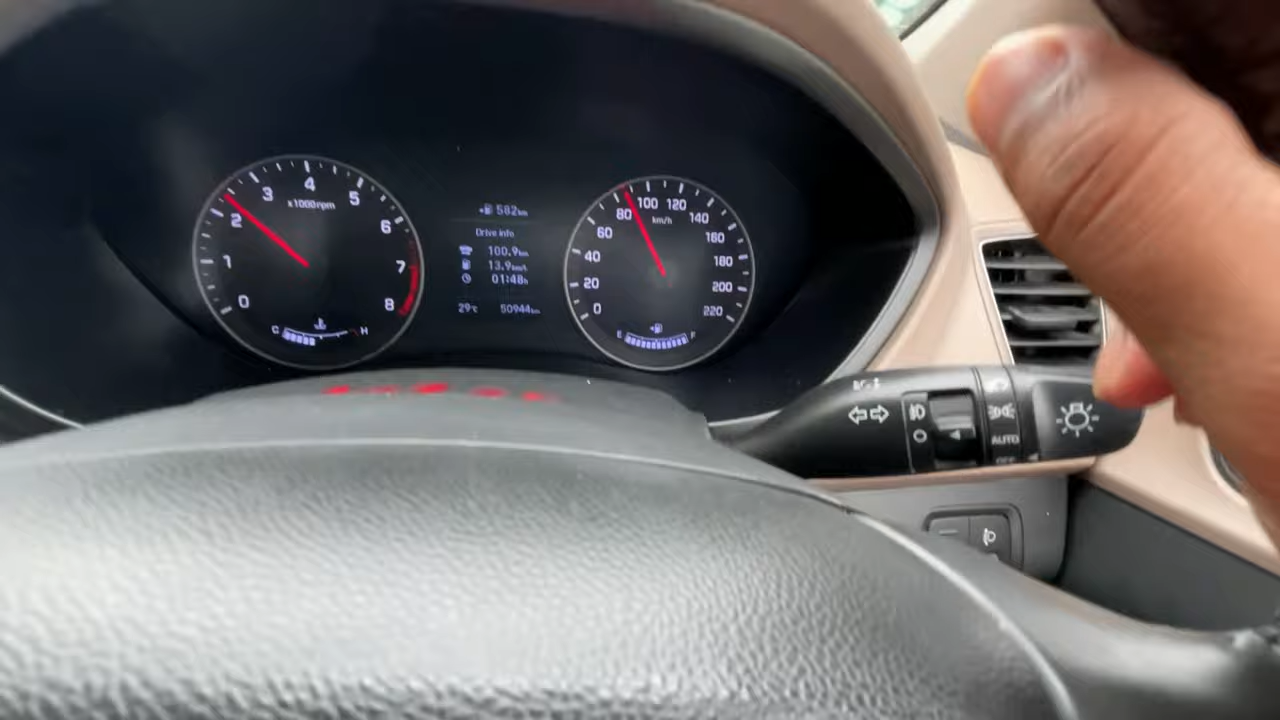 0 1 2 3 4 5 6 7 8
x1000rpm
C H
582km
Drive info
100.9km
13.9km/L
01:48h
29°C 50944km
0 20 40 60 80 100 120 140 160 180 200 220
km/h
E F
AUTO
OFF